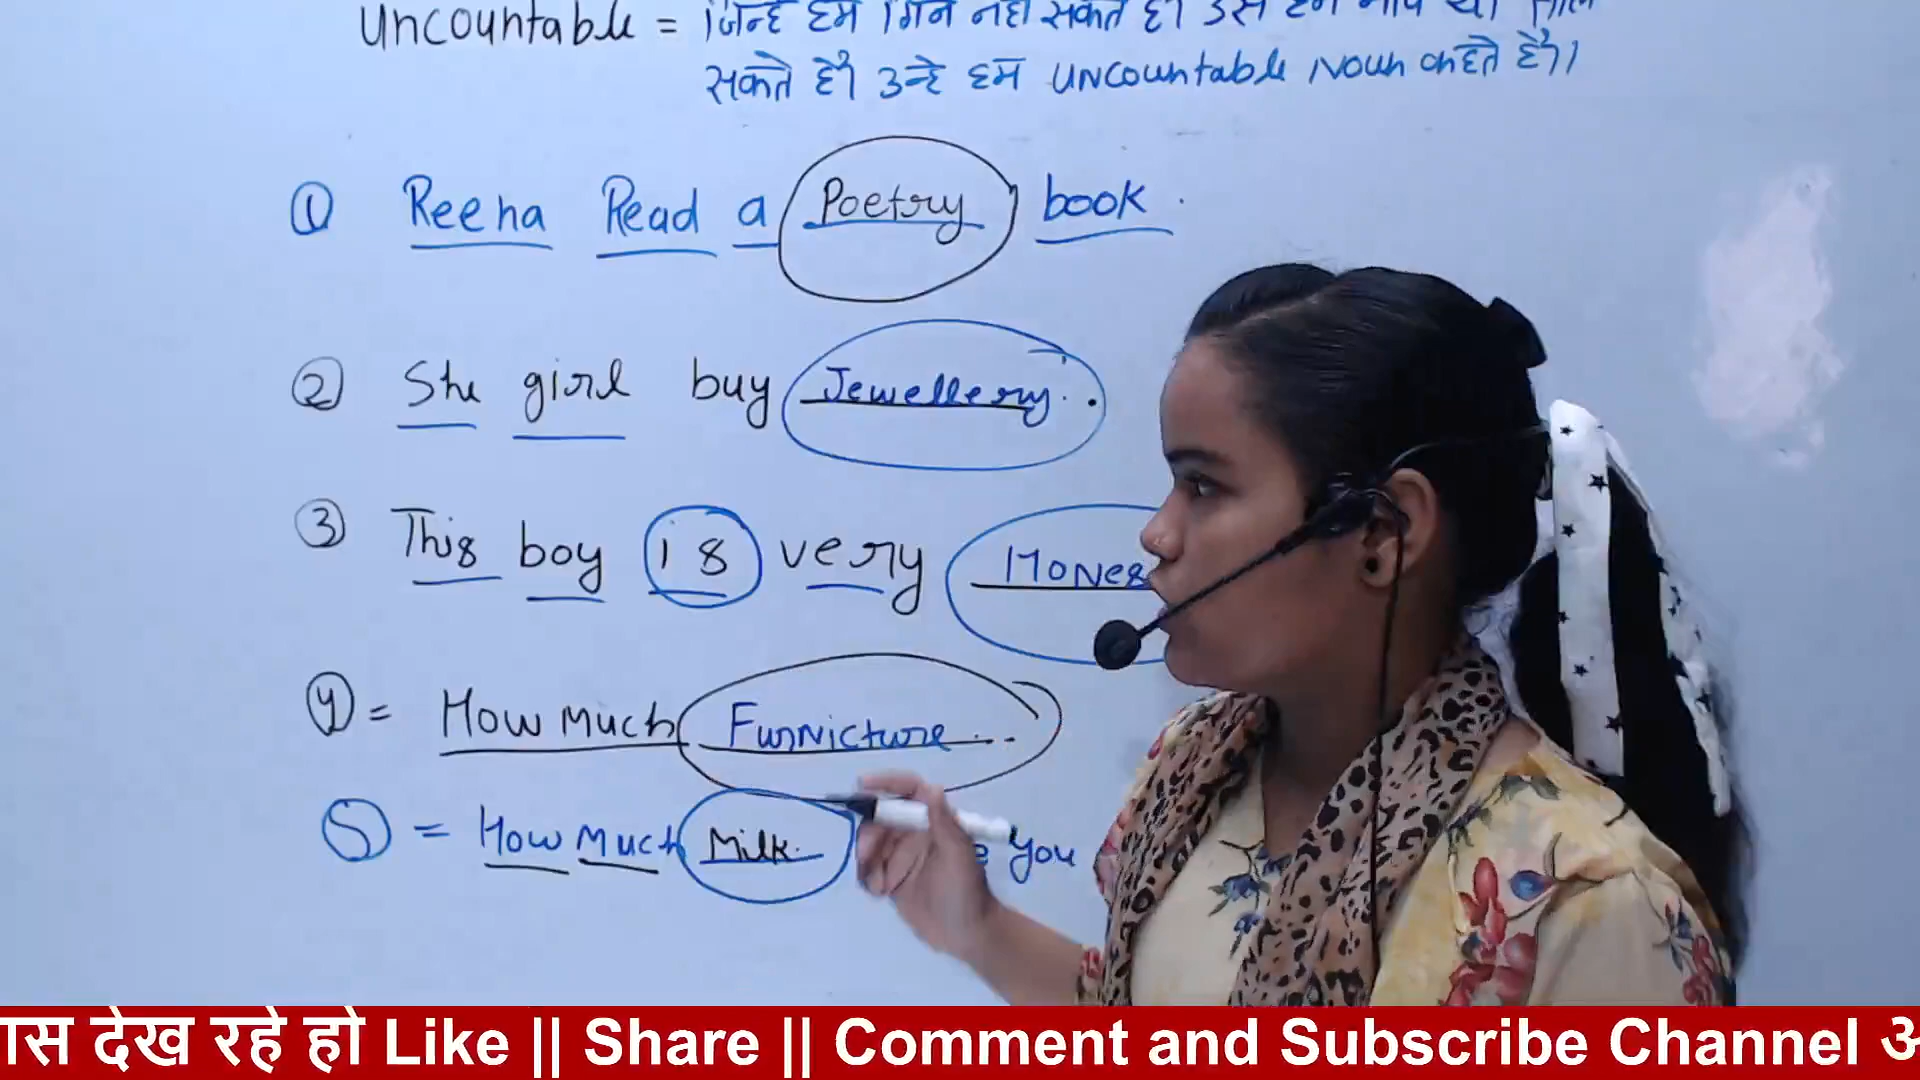 Uncountable = जिन्हे हम गिन नहीं सकते है। उसे हम
सकते है। उन्हे हम UNCountable Noun कहते है।
① Reena Read a Poetry book.
② She girl buy Jewellery.
③ This boy is very
④ = How Much Furnicture...
⑤ = How Much Milk. you
ास देख रहे हो Like || Share || Comment and Subscribe Channel अ